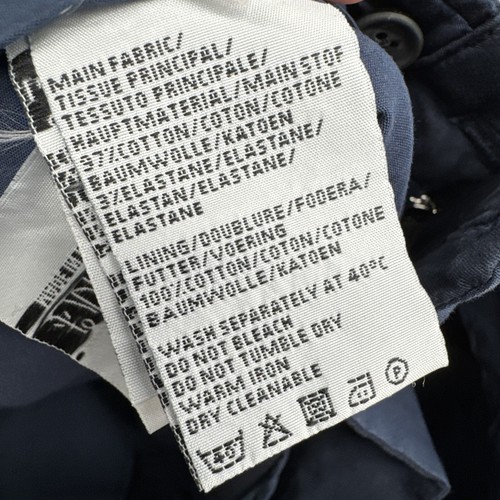 MAIN FABRIC/
TISSUE PRINCIPAL/
TESSUTO PRINCIPALE/
HAUPTMATERIAL/MAIN STOF
97%COTTON/COTON/COTONE
BAUMWOLLE/KATOEN
3%ELASTANE/ELASTANE/
ELASTAN/ELASTANE/
ELASTANE
LINING/DOUBLURE/FODERA/
FUTTER/VOERING
100%COTTON/COTON/COTONE
BAUMWOLLE/KATOEN
WASH SEPARATELY AT 40°C
DO NOT BLEACH
DO NOT TUMBLE DRY
WARM IRON
DRY CLEANABLE
40 P